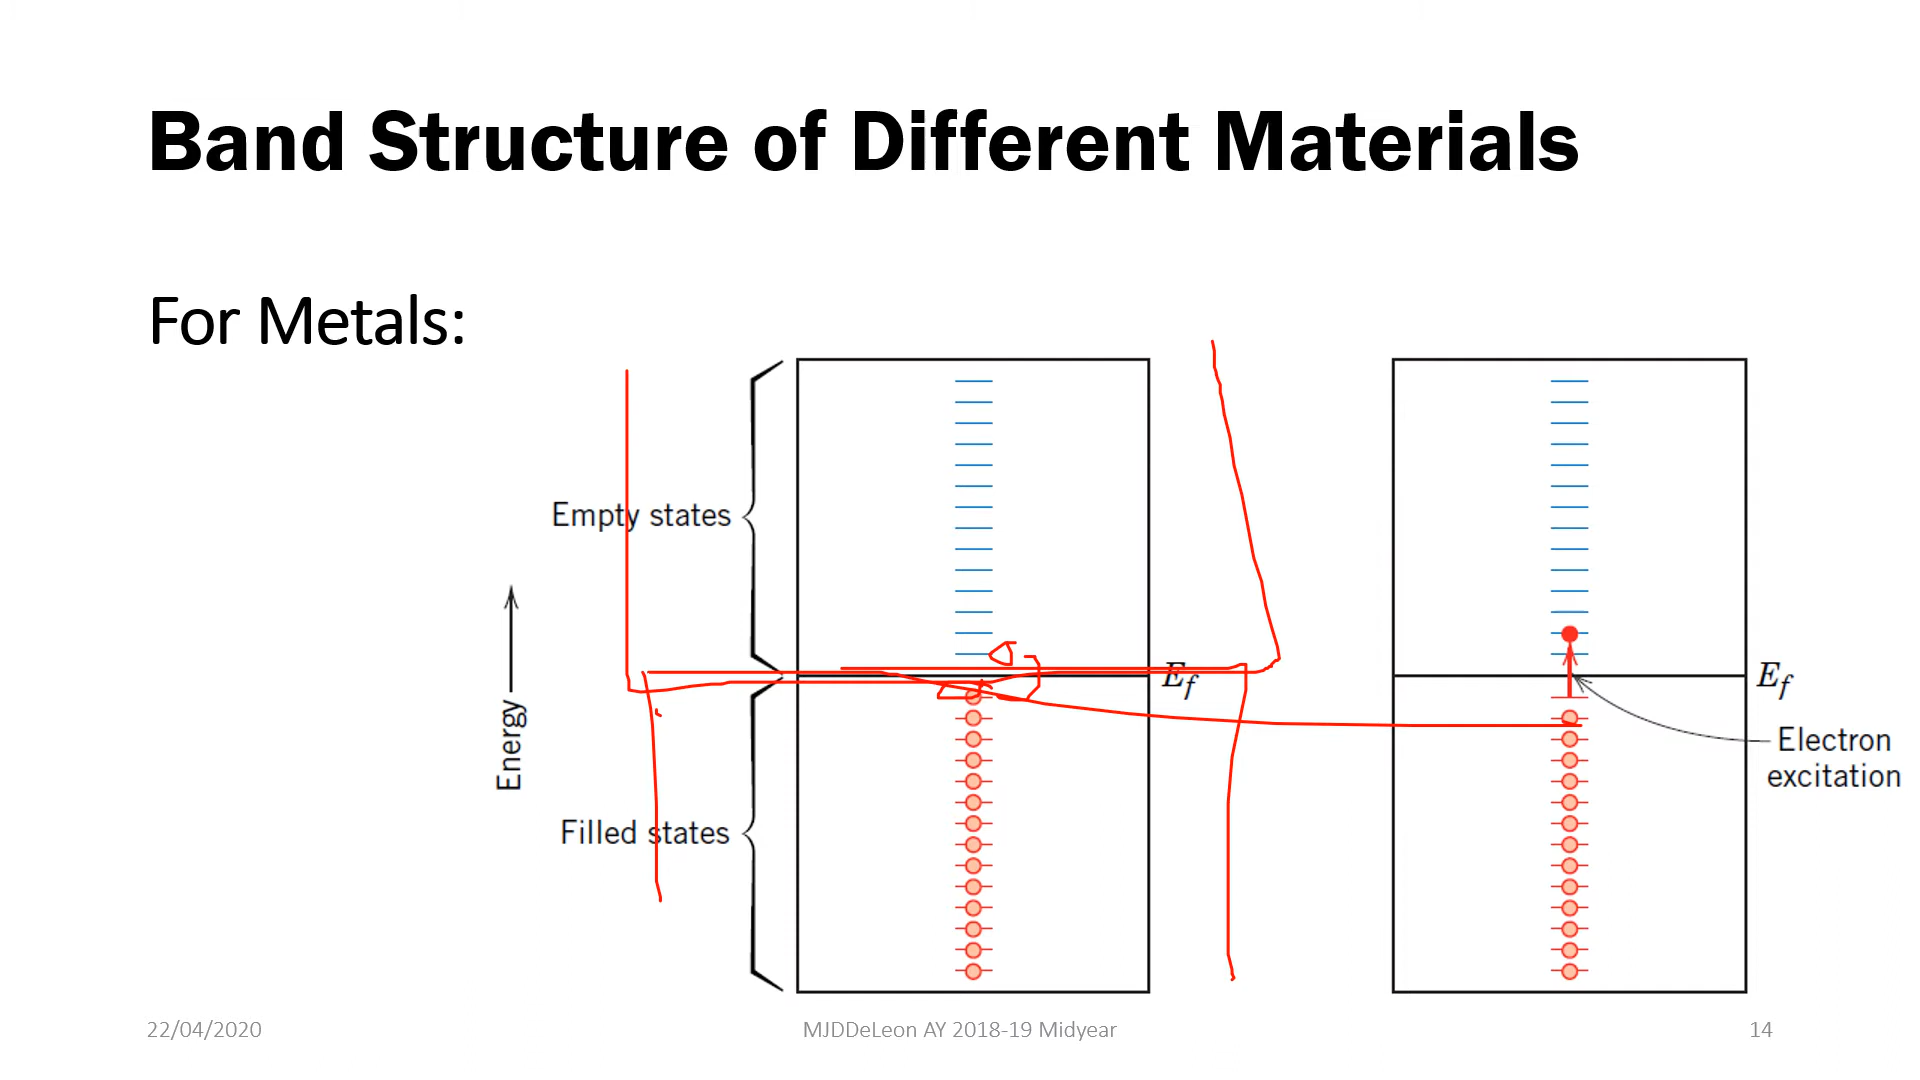 Band Structure of Different Materials
For Metals:
Empty states
Energy
Filled states
Ef
Ef
Electron
excitation
22/04/2020
MJDDeLeon AY 2018-19 Midyear
14